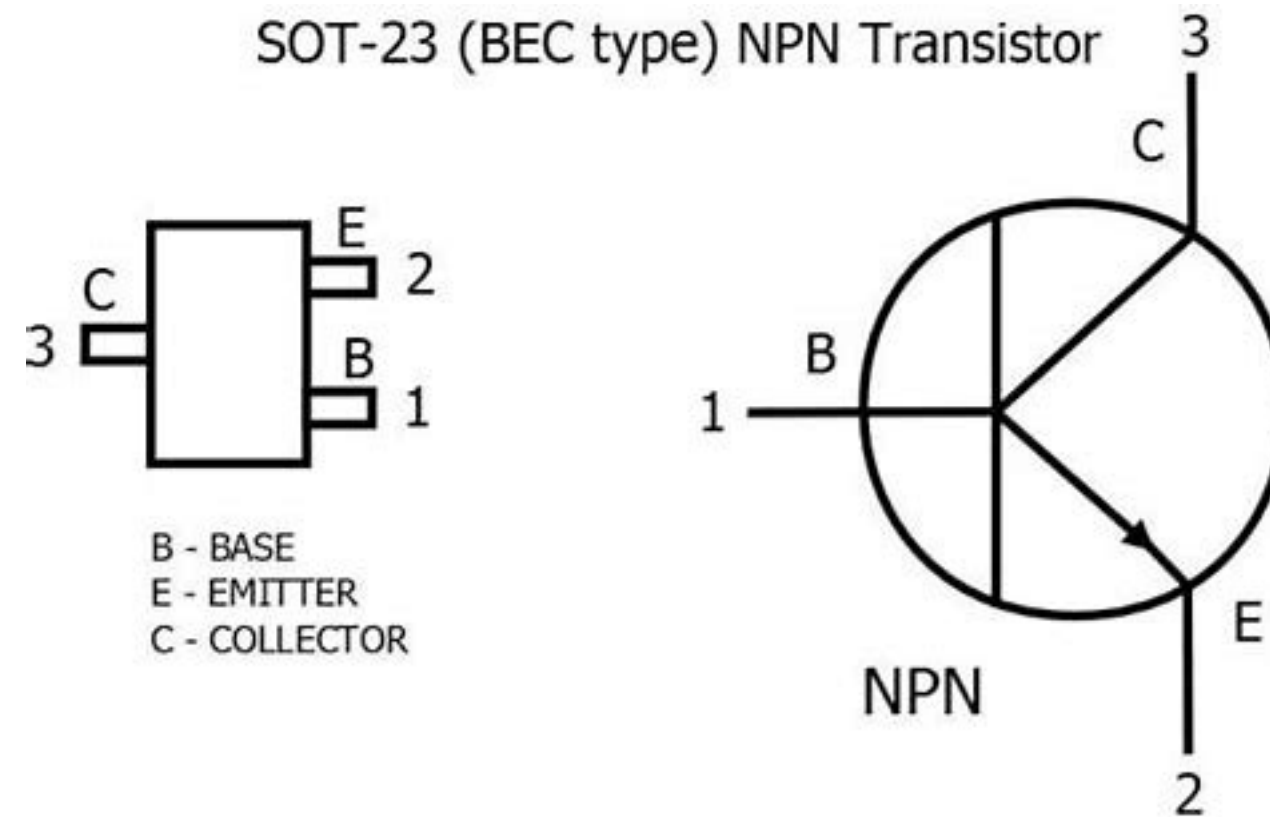 SOT-23 (BEC type) NPN Transistor
3
C
E
2
C
3
B
1
B
1
B - BASE
E - EMITTER
C - COLLECTOR
E
NPN
2